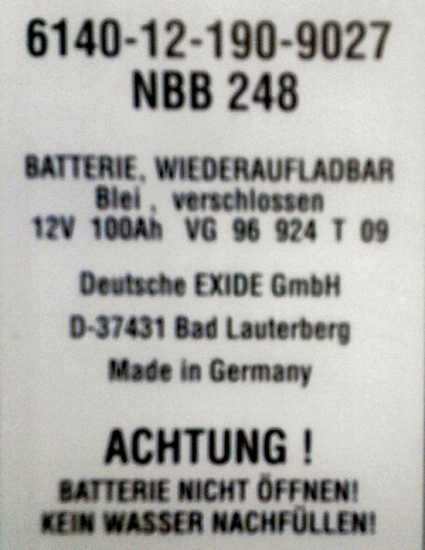 6140-12-190-9027
NBB 248
BATTERIE, WIEDERAUFLADBAR
Blei, verschlossen
12V 100Ah VG 96 924 T 09
Deutsche EXIDE GmbH
D-37431 Bad Lauterberg
Made in Germany
ACHTUNG !
BATTERIE NICHT ÖFFNEN!
KEIN WASSER NACHFÜLLEN!